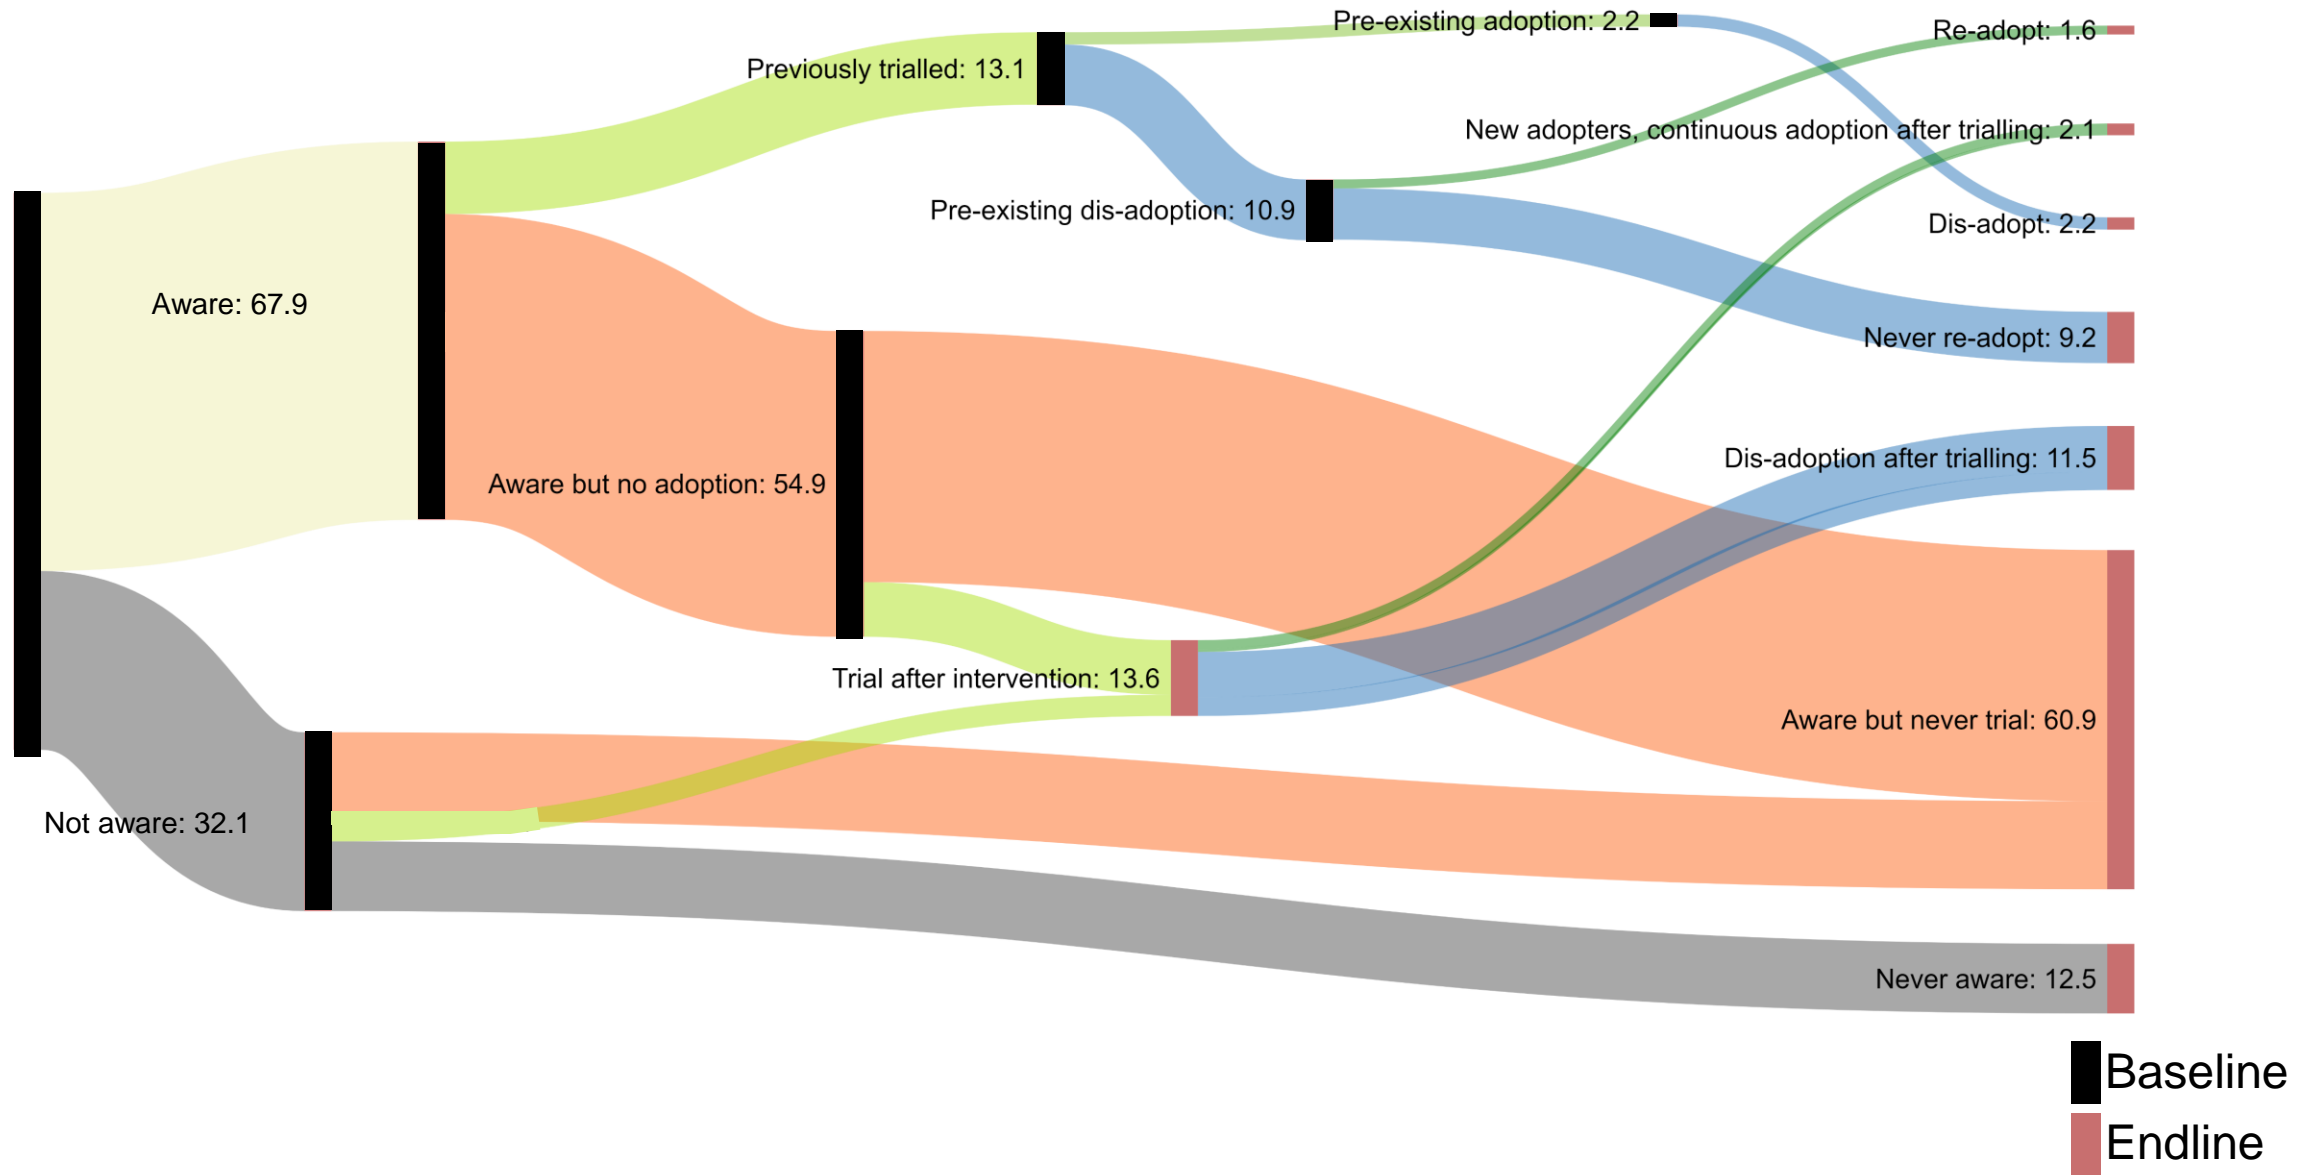 Pre-existing adoption: 2.2
Re-adopt: 1.6
Previously trialled: 13.1
New adopters, continuous adoption after trialling: 2.1
Pre-existing dis-adoption: 10.9
Dis-adopt: 2.2
Aware: 67.9
Never re-adopt: 9.2
Dis-adoption after trialling: 11.5
Aware but no adoption: 54.9
Trial after intervention: 13.6
Aware but never trial: 60.9
Not aware: 32.1
Never aware: 12.5
Baseline
Endline